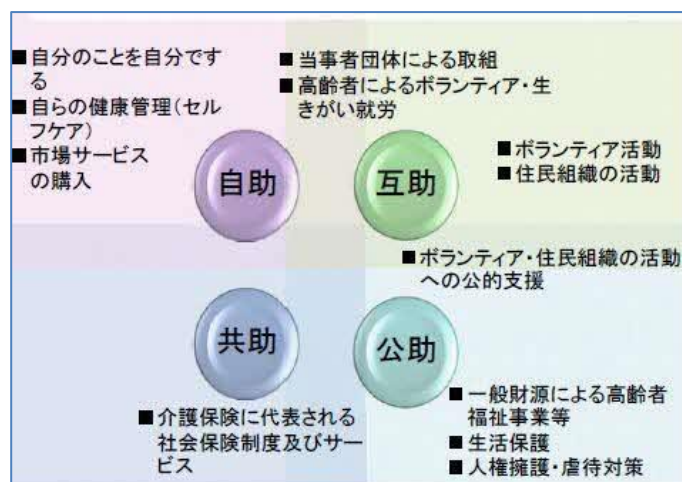 ■自分のことを自分です
る
■自らの健康管理(セル
フケア)
■市場サービス
の購入
自助
■当事者団体による取組
■高齢者によるボランティア・生
きがい就労
互助
■ボランティア活動
■住民組織の活動
■ボランティア・住民組織の活動
への公的支援
共助
■介護保険に代表される
社会保険制度及びサー
ビス
公助
■一般財源による高齢者
福祉事業等
■生活保護
■人権擁護・虐待対策